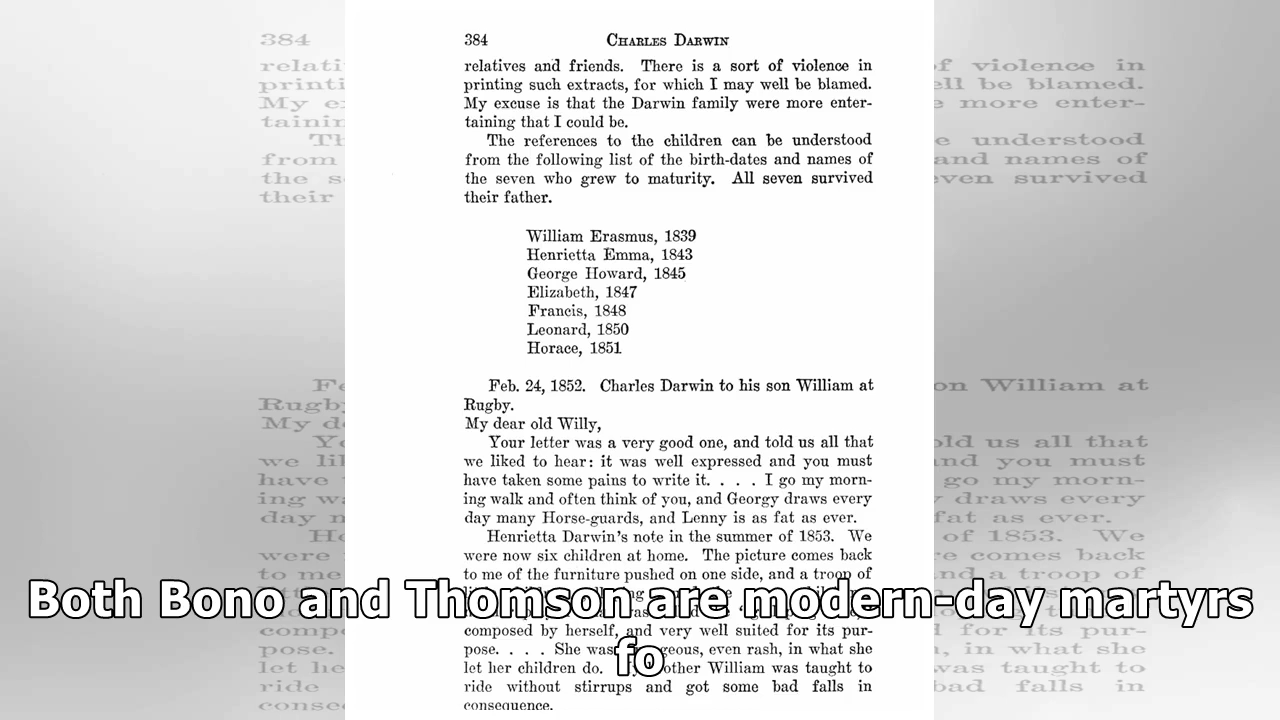 384 CHARLES DARWIN
relatives and friends. There is a sort of violence in
printing such extracts, for which I may well be blamed.
My excuse is that the Darwin family were more enter-
taining that I could be.
The references to the children can be understood
from the following list of the birth-dates and names of
the seven who grew to maturity. All seven survived
their father.
William Erasmus, 1839
Henrietta Emma, 1843
George Howard, 1845
Elizabeth, 1847
Francis, 1848
Leonard, 1850
Horace, 1851
Feb. 24, 1852. Charles Darwin to his son William at
Rugby.
My dear old Willy,
Your letter was a very good one, and told us all that
we liked to hear: it was well expressed and you must
have taken some pains to write it. . . . I go my morn-
ing walk and often think of you, and Georgy draws every
day many Horse-guards, and Lenny is as fat as ever.
Henrietta Darwin's note in the summer of 1853. We
were now six children at home. The picture comes back
to me of the furniture pushed on one side, and a troop of
Both Bono and Thomson are modern-day martyrs
fo
composed by herself, and very well suited for its pur-
pose. . . . She was even rash, in what she
let her children do. William was taught to
ride without stirrups and got some bad falls in
consequence.